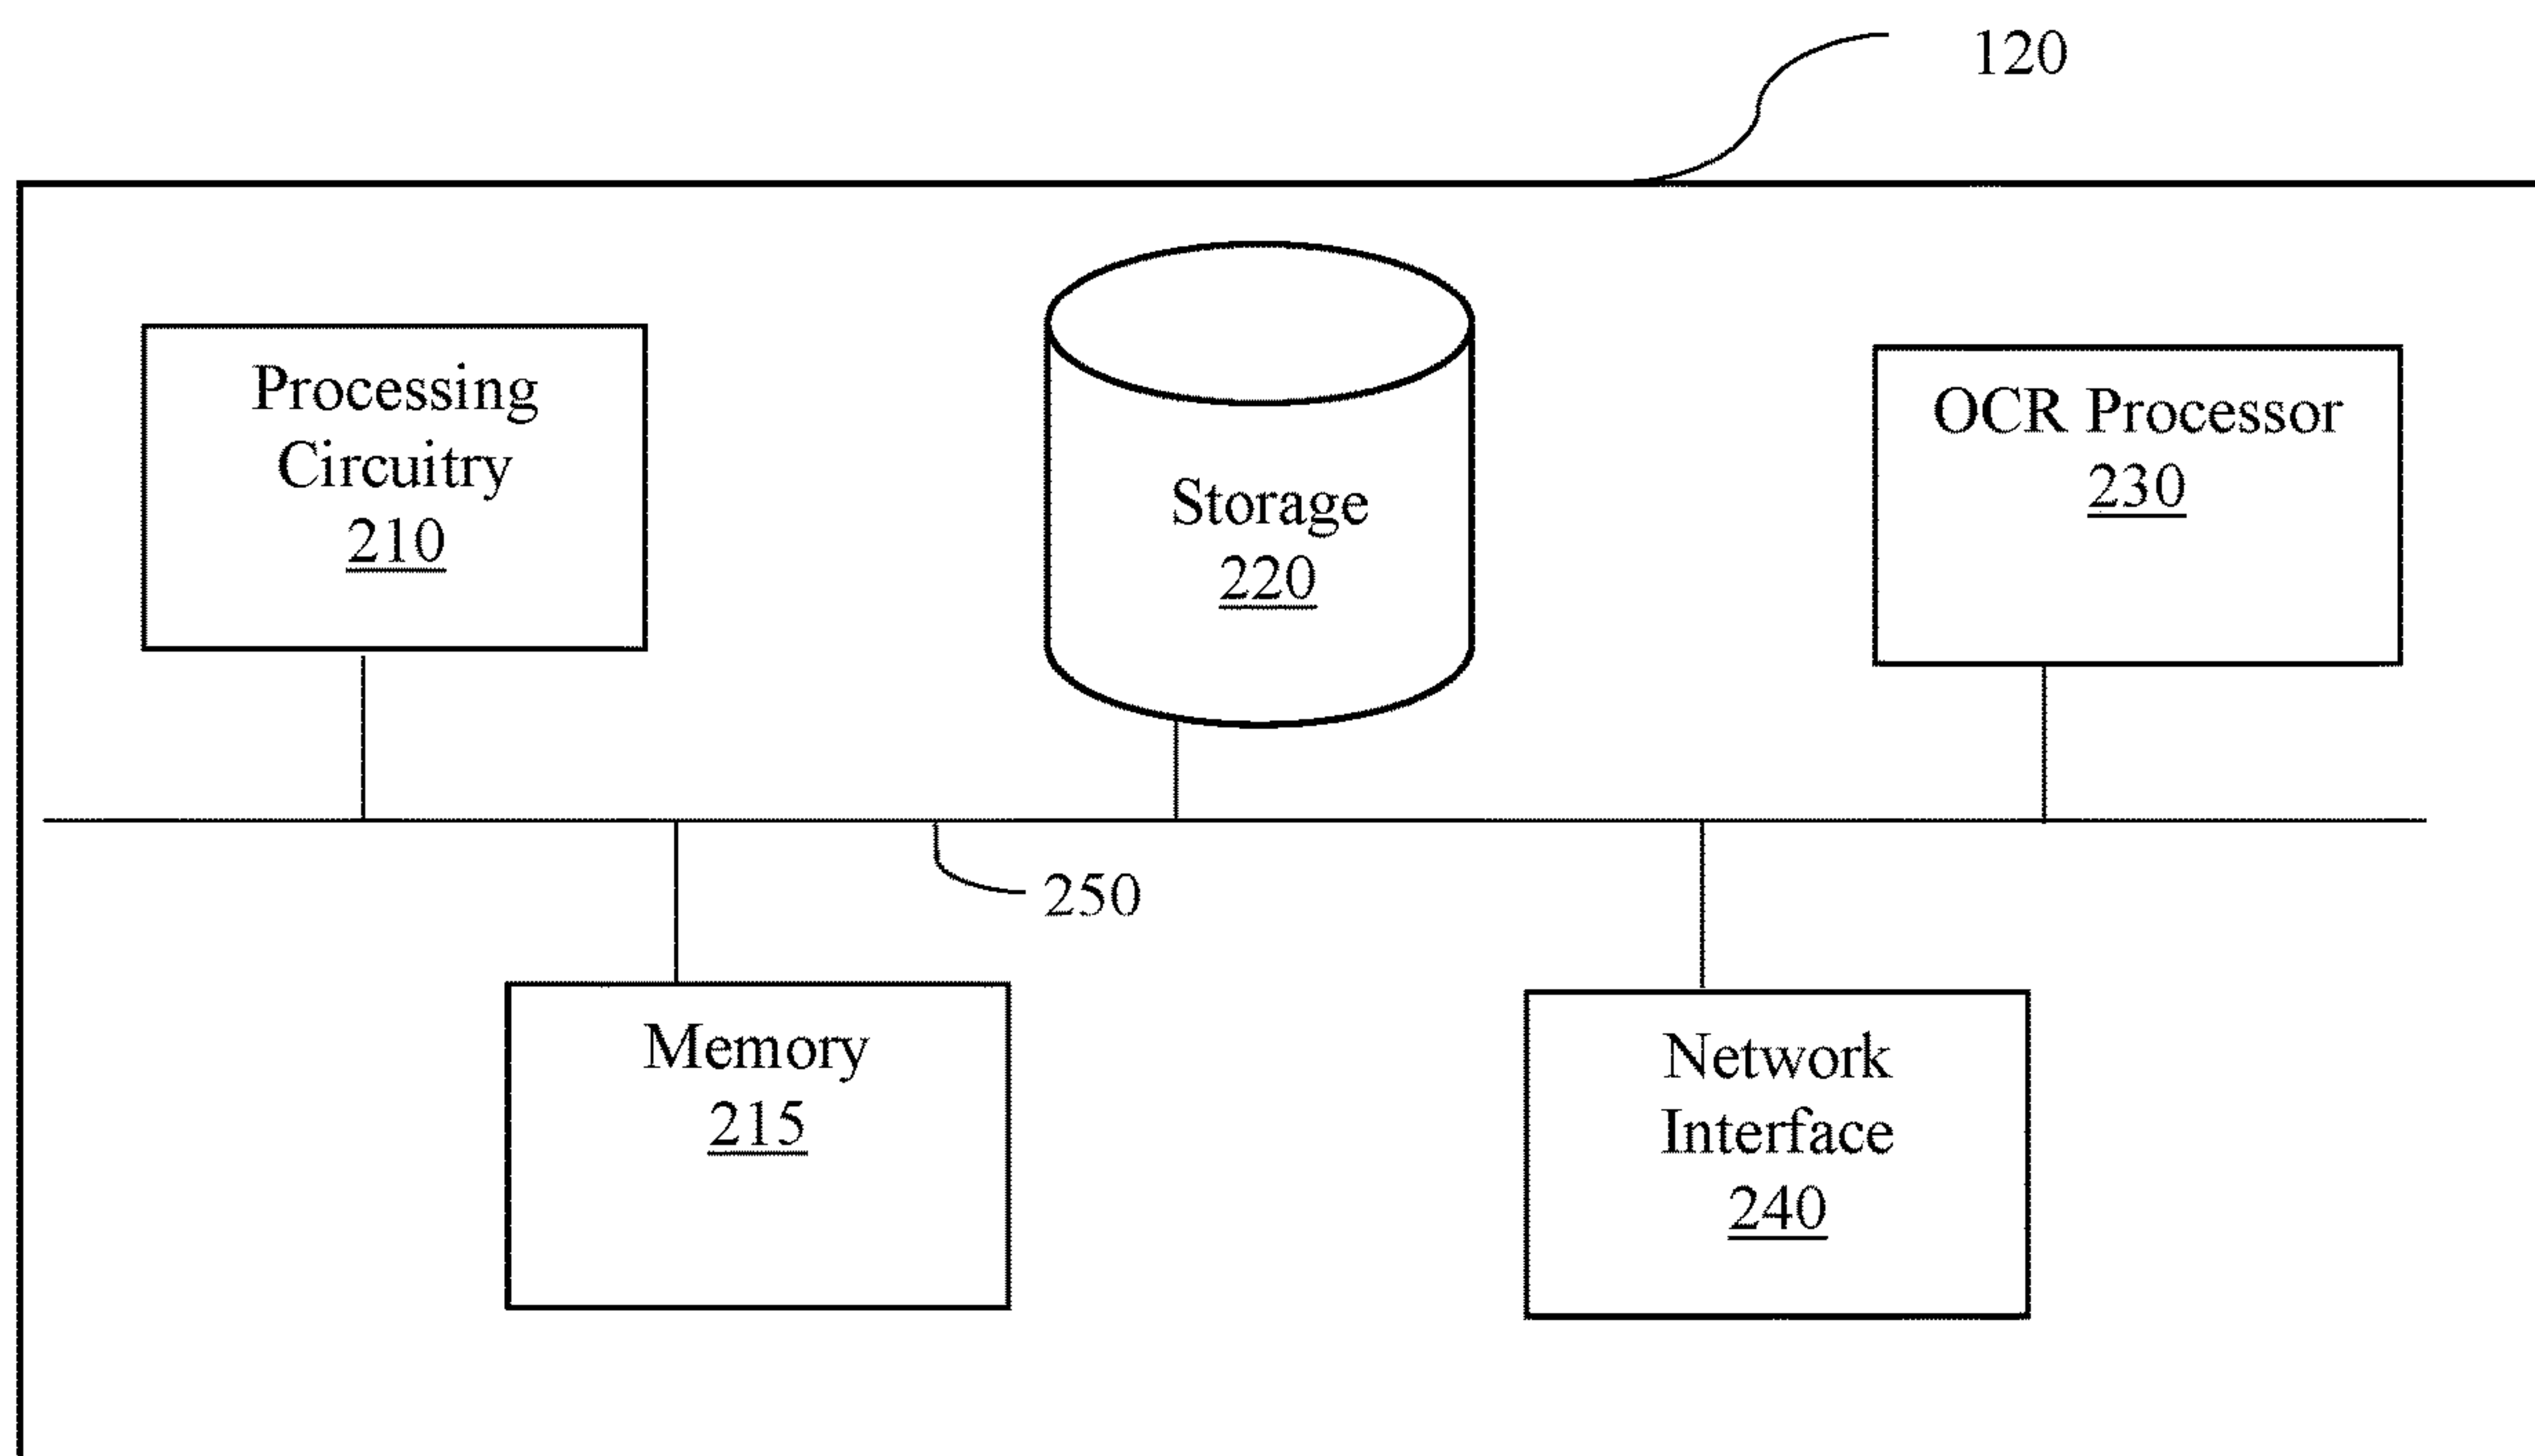 120
Processing
Circuitry
210
Storage
220
OCR Processor
230
250
Memory
215
Network
Interface
240